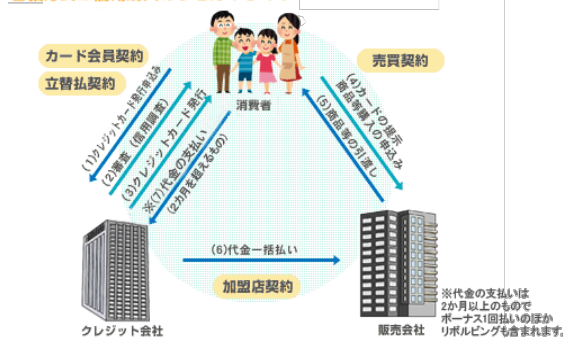 カード会員契約
立替払契約
売買契約
消費者
(1)クレジットカード発行申込み
(2)審査(信用調査)
(3)クレジットカード発行
※(7)代金の支払い
(2カ月を超えるもの)
(4)カードの提示
商品等購入の申込み
(5)商品等の引渡し
(6)代金一括払い
加盟店契約
クレジット会社
販売会社
※代金の支払いは
2か月以上のもので
ボーナス1回払いのほか
リボルビングも含まれます。